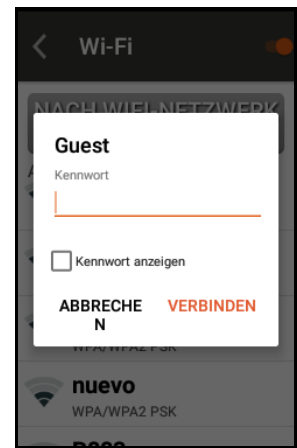 Wi-Fi
NACH WIFI-NETZWERK
Guest
Kennwort
Kennwort anzeigen
ABBRECHE
N
VERBINDEN
WPA/WPA2 PSK
nuevo
WPA/WPA2 PSK